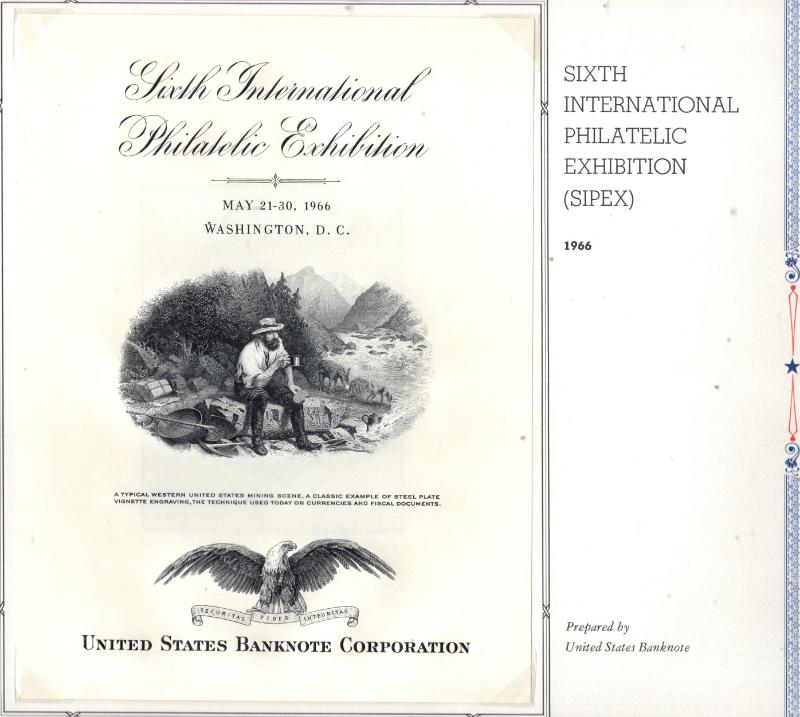 Sixth International
Philatelic Exhibition
MAY 21-30, 1966
WASHINGTON, D. C.
A TYPICAL WESTERN UNITED STATES MINING SCENE. A CLASSIC EXAMPLE OF STEEL PLATE
VIGNETTE ENGRAVING, THE TECHNIQUE USED TODAY ON CURRENCIES AND FISCAL DOCUMENTS.
SECURITAS FIDES INTEGRITAS
UNITED STATES BANKNOTE CORPORATION
SIXTH
INTERNATIONAL
PHILATELIC
EXHIBITION
(SIPEX)
1966
Prepared by
United States Banknote